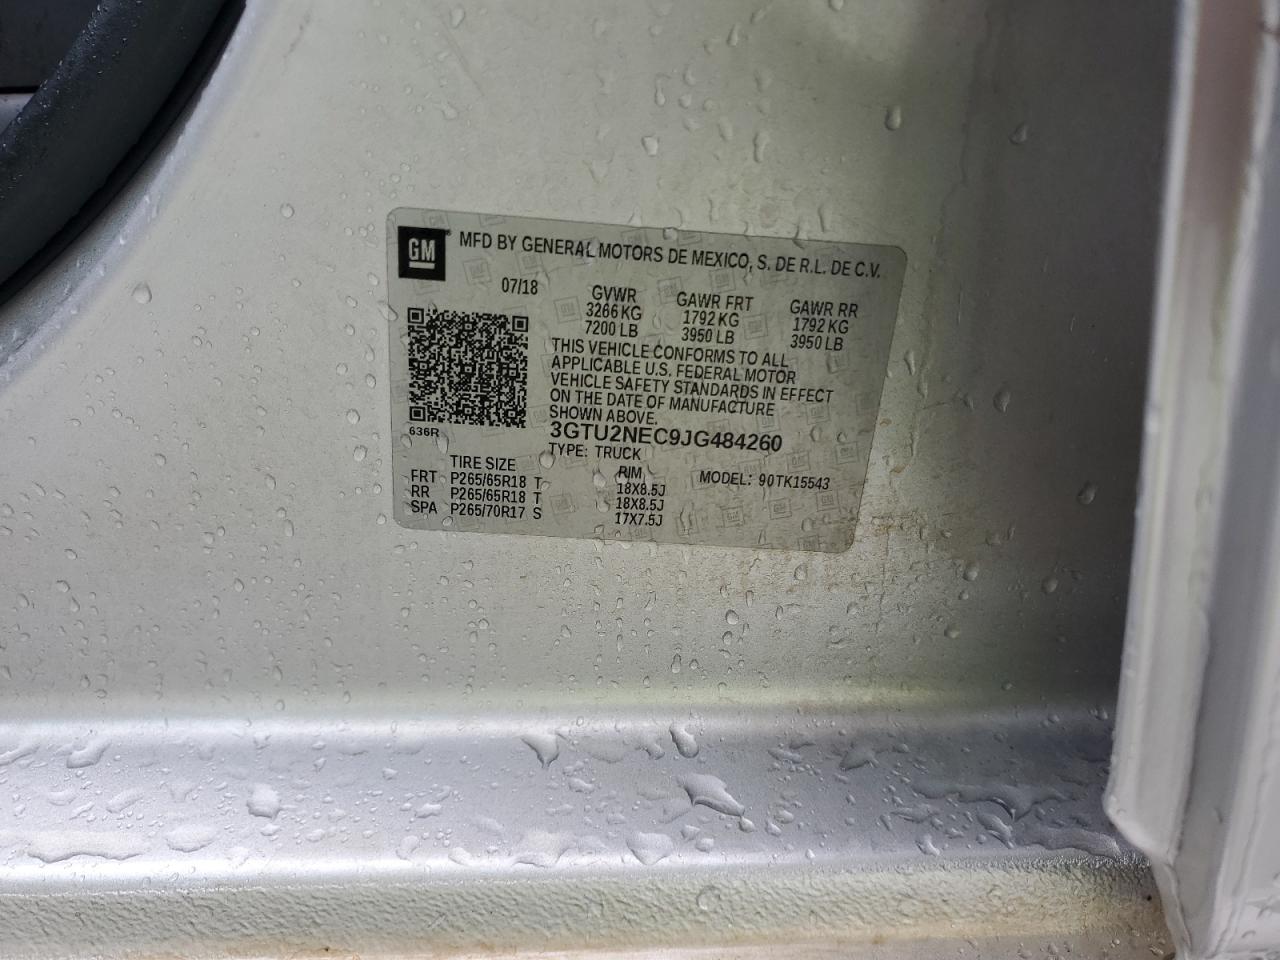 GM
MFD BY GENERAL MOTORS DE MEXICO, S. DE R.L. DE C.V.
07/18 GVWR GAWR FRT GAWR RR
3266 KG 1792 KG 1792 KG
7200 LB 3950 LB 3950 LB
THIS VEHICLE CONFORMS TO ALL
APPLICABLE U.S. FEDERAL MOTOR
VEHICLE SAFETY STANDARDS IN EFFECT
ON THE DATE OF MANUFACTURE
SHOWN ABOVE.
636R
3GTU2NEC9JG484260
TYPE: TRUCK
TIRE SIZE RIM MODEL: 90TK15543
FRT P265/65R18 T 18X8.5J
RR P265/65R18 T 18X8.5J
SPA P265/70R17 S 17X7.5J